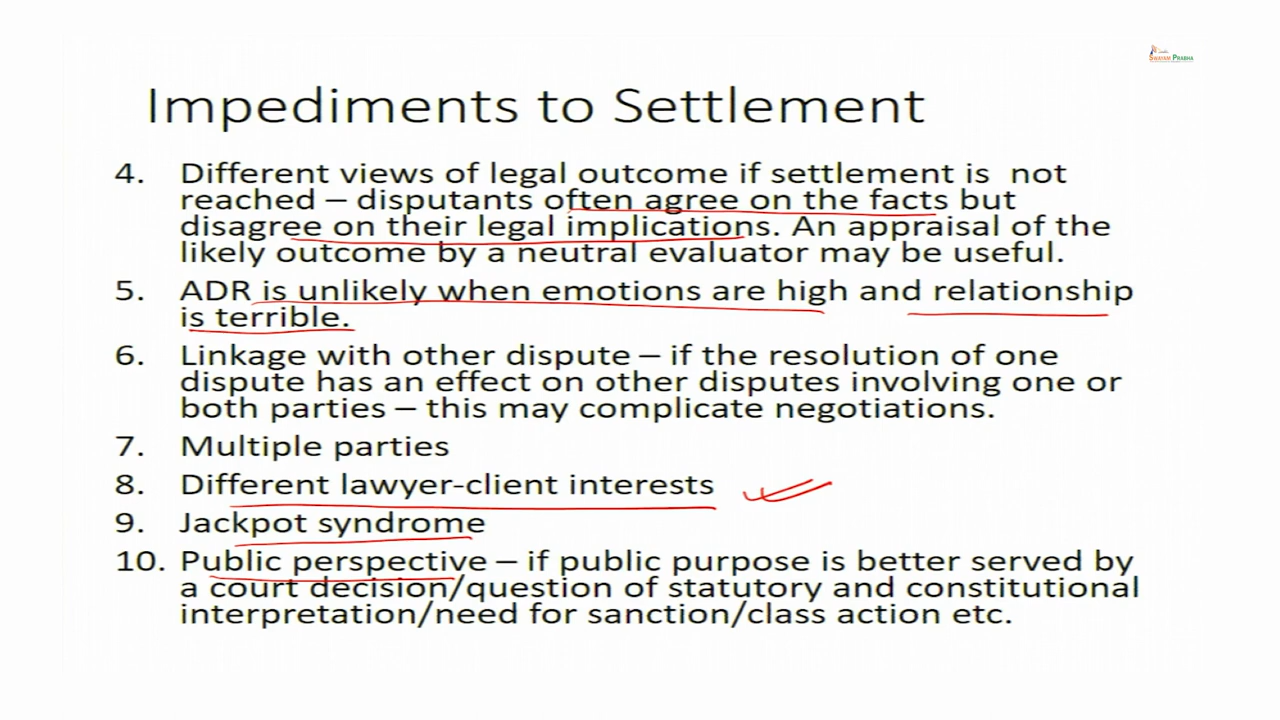 SWAYAM PRABHA
Impediments to Settlement
4. Different views of legal outcome if settlement is not
reached – disputants often agree on the facts but
disagree on their legal implications. An appraisal of the
likely outcome by a neutral evaluator may be useful.
5. ADR is unlikely when emotions are high and relationship
is terrible.
6. Linkage with other dispute – if the resolution of one
dispute has an effect on other disputes involving one or
both parties – this may complicate negotiations.
7. Multiple parties
8. Different lawyer-client interests
9. Jackpot syndrome
10. Public perspective – if public purpose is better served by
a court decision/question of statutory and constitutional
interpretation/need for sanction/class action etc.